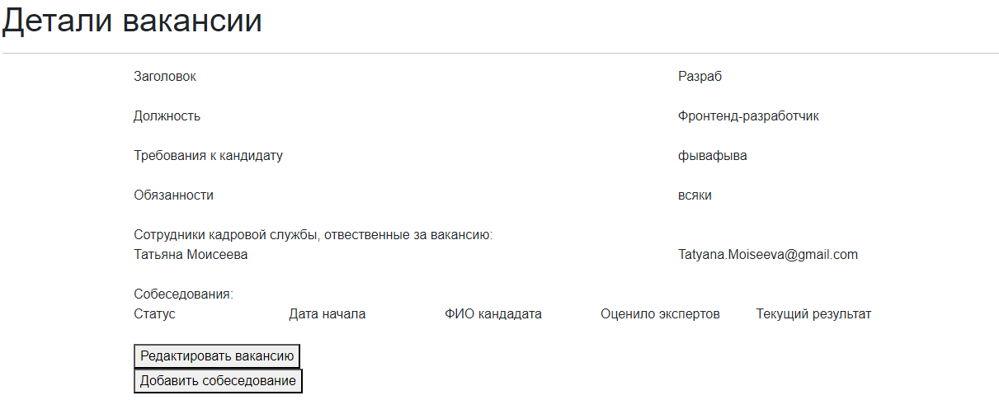 Детали вакансии
Заголовок Разраб
Должность Фронтенд-разработчик
Требования к кандидату фывафыва
Обязанности всяки
Сотрудники кадровой службы, отвественные за вакансию:
Татьяна Моисеева Tatyana.Moiseeva@gmail.com
Собеседования:
Статус Дата начала ФИО кандадата Оценило экспертов Текущий результат
Редактировать вакансию
Добавить собеседование